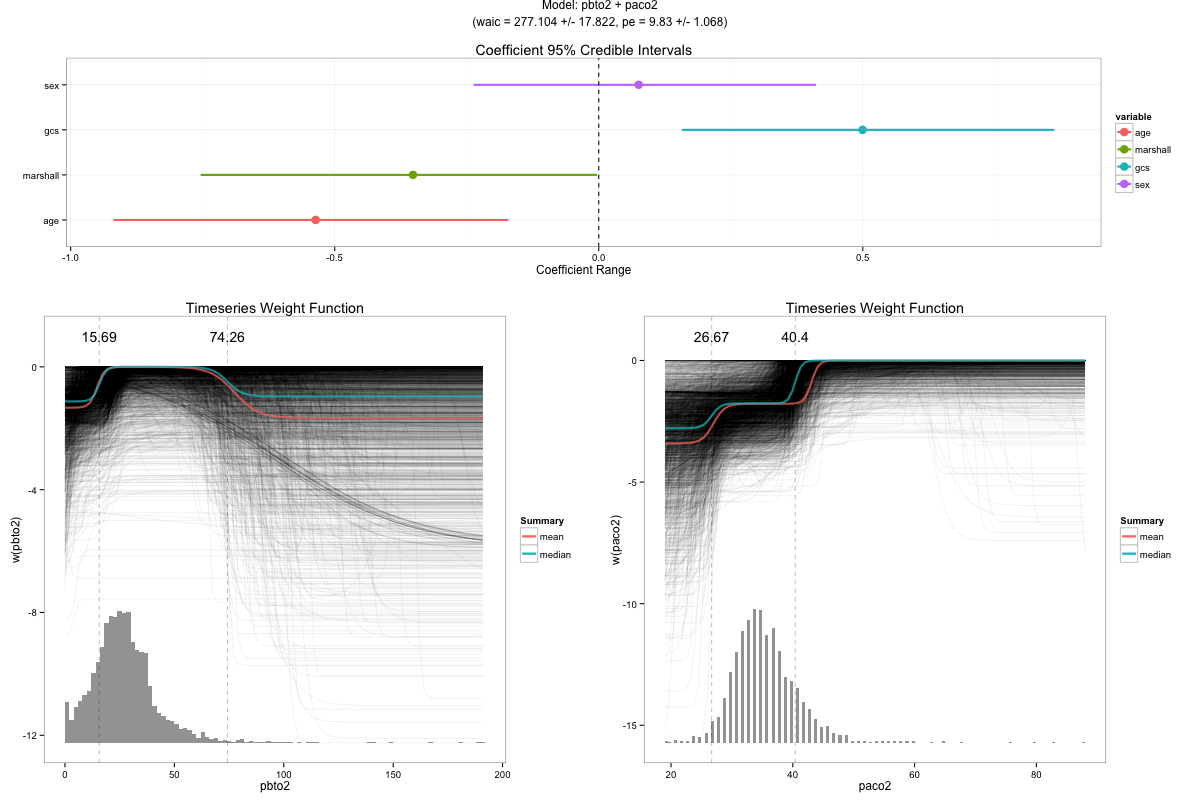 Model: pbto2 + paco2
(waic = 277.104 +/- 17.822, pe = 9.83 +/- 1.068)
Coefficient 95% Credible Intervals
sex
gcs
marshall
age
-1.0
-0.5
0.0
0.5
Coefficient Range
variable
age
marshall
gcs
sex
Timeseries Weight Function
15.69
74.26
0
-4
-8
-12
w(pbto2)
0
50
100
150
200
pbto2
Summary
mean
median
Timeseries Weight Function
26.67
40.4
0
-5
-10
-15
w(paco2)
20
40
60
80
paco2
Summary
mean
median